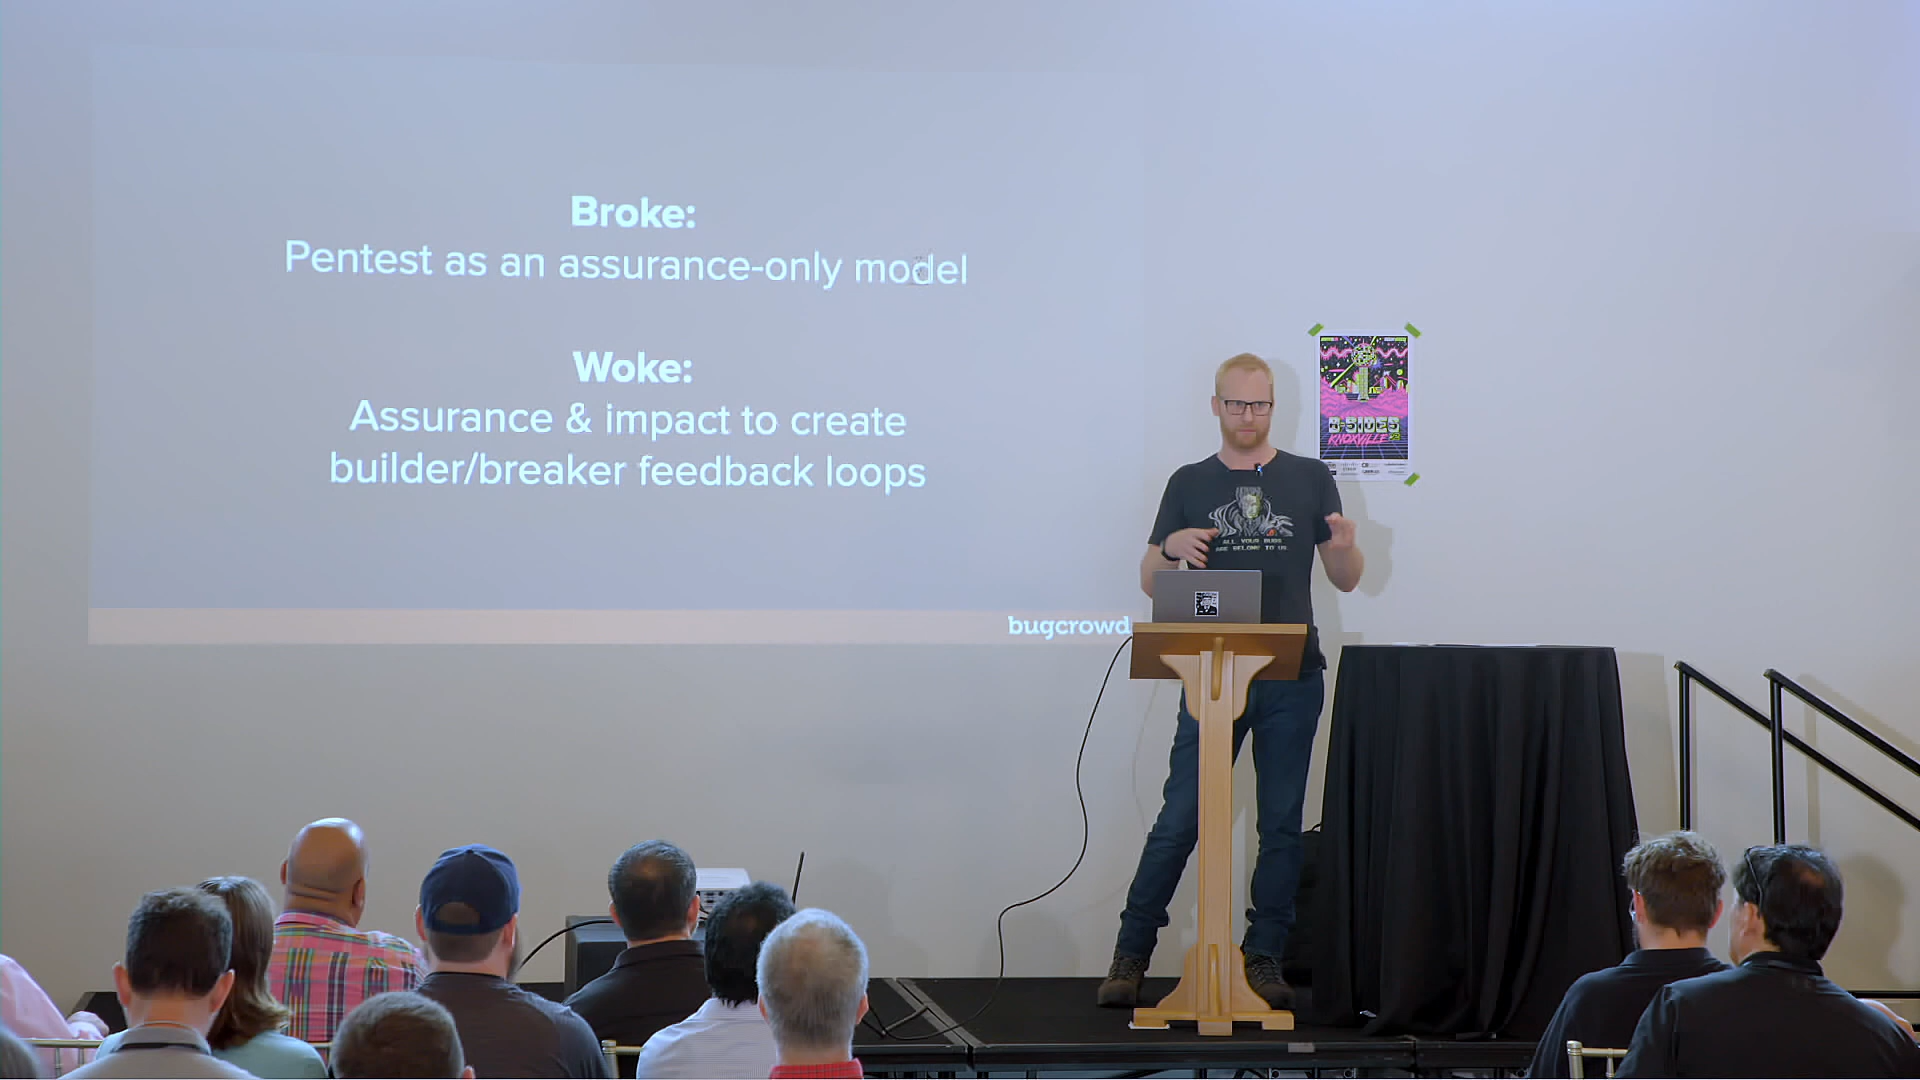 Broke:
Pentest as an assurance-only model
Woke:
Assurance & impact to create
builder/breaker feedback loops
bugcrowd
B-SIDES
KNOXVILLE
ALL YOUR BUGS
ARE BELONG TO US